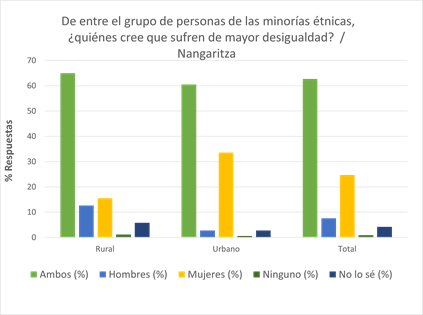 De entre el grupo de personas de las minorías étnicas,
¿quiénes cree que sufren de mayor desigualdad? /
Nangaritza
% Respuestas
70
60
50
40
30
20
10
0
Rural Urbano Total
Ambos (%) Hombres (%) Mujeres (%) Ninguno (%) No lo sé (%)